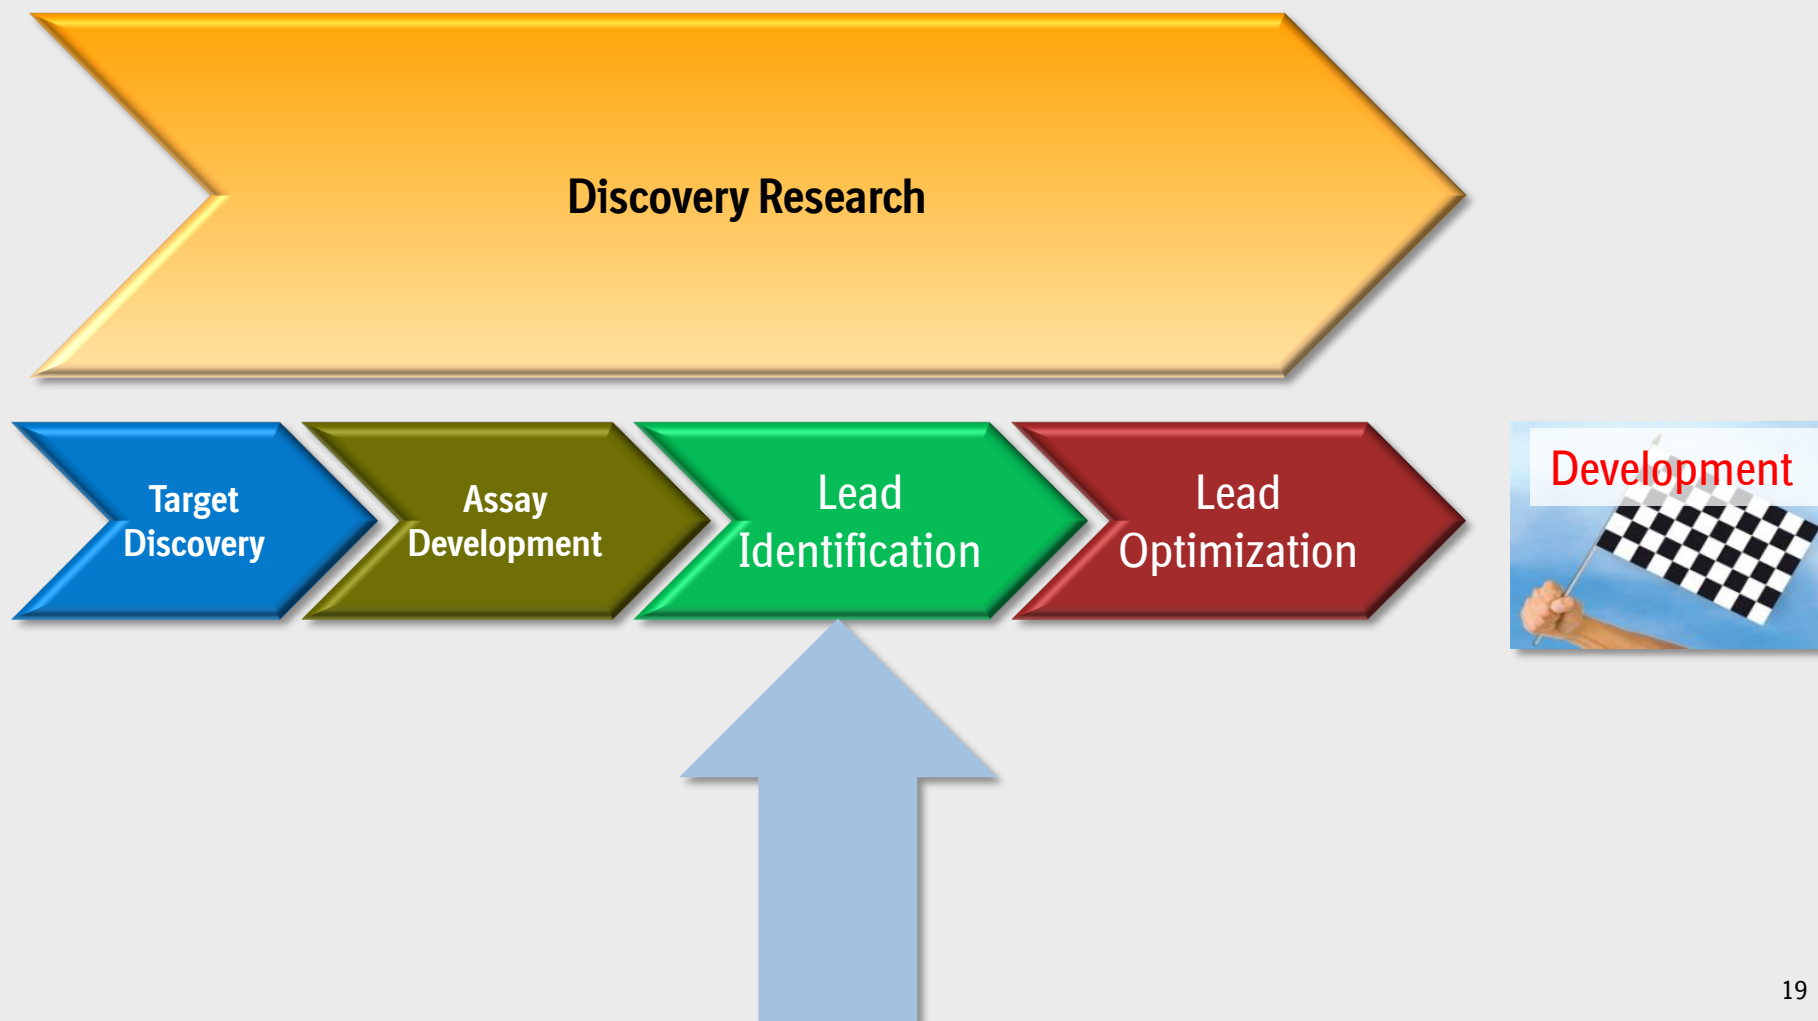 Discovery Research
Target
Discovery
Assay
Development
Lead
Identification
Lead
Optimization
Development
19